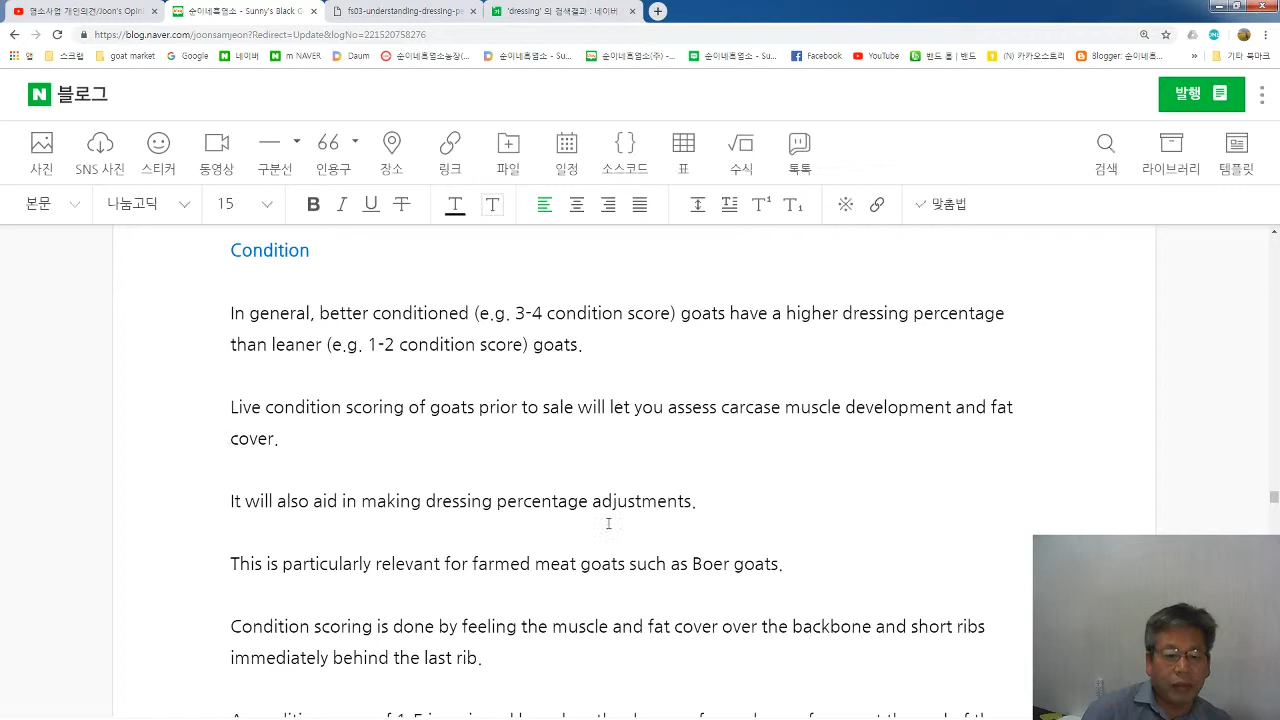 염소사랑 개인의견/Joon's Opini
순이네흑염소 - Sunny's Black G
fs03-understanding-dressing-p
'dressing' 의 검색결과 : 네이버
https://blog.naver.com/joonsamjeon?Redirect=Update&logNo=221520758276
앱 스크랩 goat market Google 네이버 m NAVER Daum 순이네흑염소농장(... 순이네흑염소 - Su... 순이네흑염소(주) -... 순이네흑염소 - Su... Facebook YouTube 밴드 홈 | 밴드 (N) 카카오스토리 Blogger: 순이네흑... » 기타 북마크
블로그
발행
사진 SNS 사진 스티커 동영상 구분선 인용구 장소 링크 파일 일정 소스코드 표 수식 톡톡 검색 라이브러리 템플릿
본문 나눔고딕 15 B I U T T T T¹ T₁ 맞춤법
Condition
In general, better conditioned (e.g. 3-4 condition score) goats have a higher dressing percentage
than leaner (e.g. 1-2 condition score) goats.
Live condition scoring of goats prior to sale will let you assess carcase muscle development and fat
cover.
It will also aid in making dressing percentage adjustments.
This is particularly relevant for farmed meat goats such as Boer goats.
Condition scoring is done by feeling the muscle and fat cover over the backbone and short ribs
immediately behind the last rib.